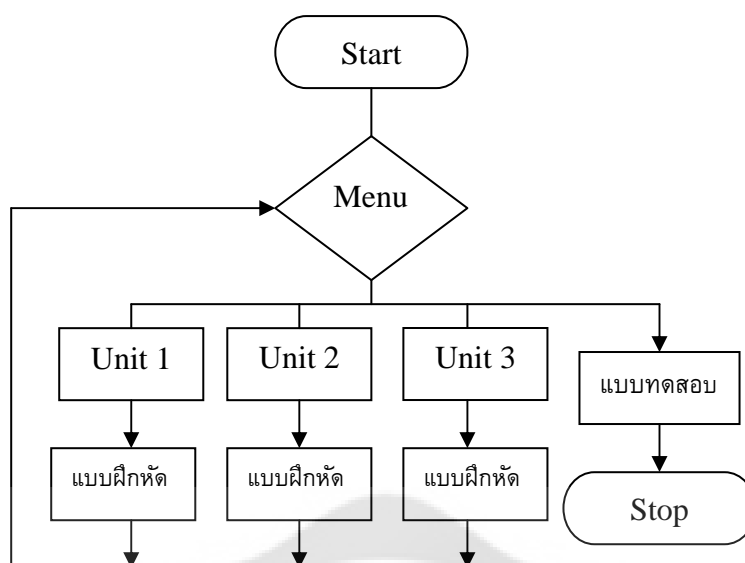 Start
Menu
Unit 1
Unit 2
Unit 3
แบบทดสอบ
แบบฝึกหัด
แบบฝึกหัด
แบบฝึกหัด
Stop